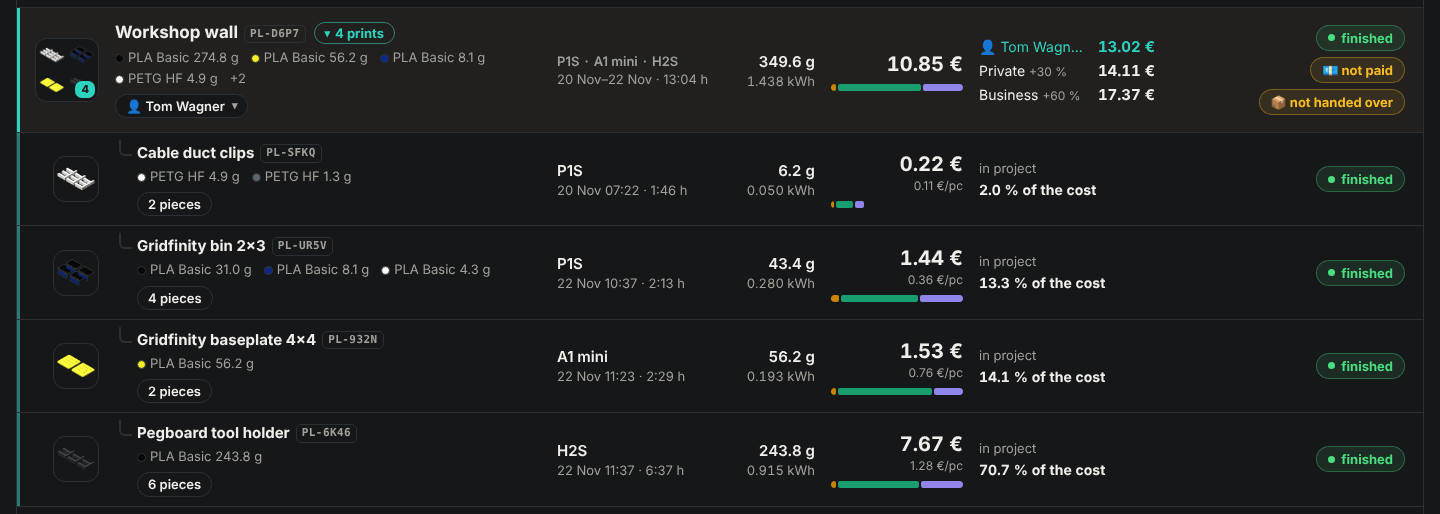 Workshop wall PL-D6P7 ▾ 4 prints
PLA Basic 274.8 g PLA Basic 56.2 g PLA Basic 8.1 g
PETG HF 4.9 g +2
4
Tom Wagner ▾
P1S · A1 mini · H2S
20 Nov–22 Nov · 13:04 h
349.6 g
1.438 kWh
10.85 €
Tom Wagn... 13.02 €
Private +30 % 14.11 €
Business +60 % 17.37 €
finished
not paid
not handed over
Cable duct clips PL-SFKQ
PETG HF 4.9 g PETG HF 1.3 g
2 pieces
P1S
20 Nov 07:22 · 1:46 h
6.2 g
0.050 kWh
0.22 €
0.11 €/pc
in project
2.0 % of the cost
finished
Gridfinity bin 2×3 PL-UR5V
PLA Basic 31.0 g PLA Basic 8.1 g PLA Basic 4.3 g
4 pieces
P1S
22 Nov 10:37 · 2:13 h
43.4 g
0.280 kWh
1.44 €
0.36 €/pc
in project
13.3 % of the cost
finished
Gridfinity baseplate 4×4 PL-932N
PLA Basic 56.2 g
2 pieces
A1 mini
22 Nov 11:23 · 2:29 h
56.2 g
0.193 kWh
1.53 €
0.76 €/pc
in project
14.1 % of the cost
finished
Pegboard tool holder PL-6K46
PLA Basic 243.8 g
6 pieces
H2S
22 Nov 11:37 · 6:37 h
243.8 g
0.915 kWh
7.67 €
1.28 €/pc
in project
70.7 % of the cost
finished